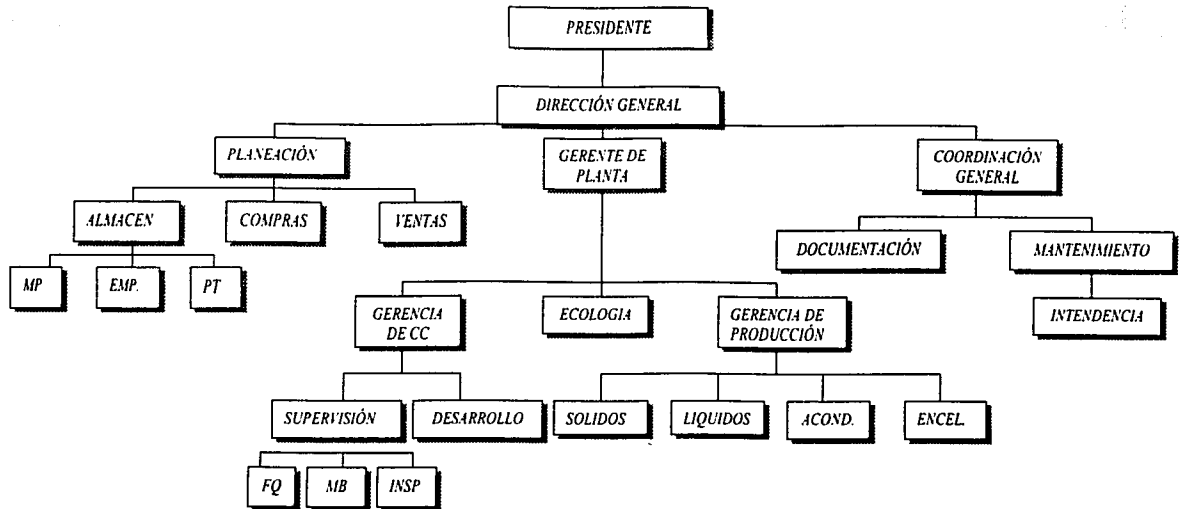 PRESIDENTE
DIRECCIÓN GENERAL
PLANEACIÓN
GERENTE DE
PLANTA
COORDINACIÓN
GENERAL
ALMACEN
COMPRAS
VENTAS
DOCUMENTACIÓN
MANTENIMIENTO
MP
EMP.
PT
GERENCIA
DE CC
ECOLOGIA
GERENCIA DE
PRODUCCIÓN
INTENDENCIA
SUPERVISIÓN
DESARROLLO
SOLIDOS
LIQUIDOS
ACOND.
ENCEL.
FQ
MB
INSP